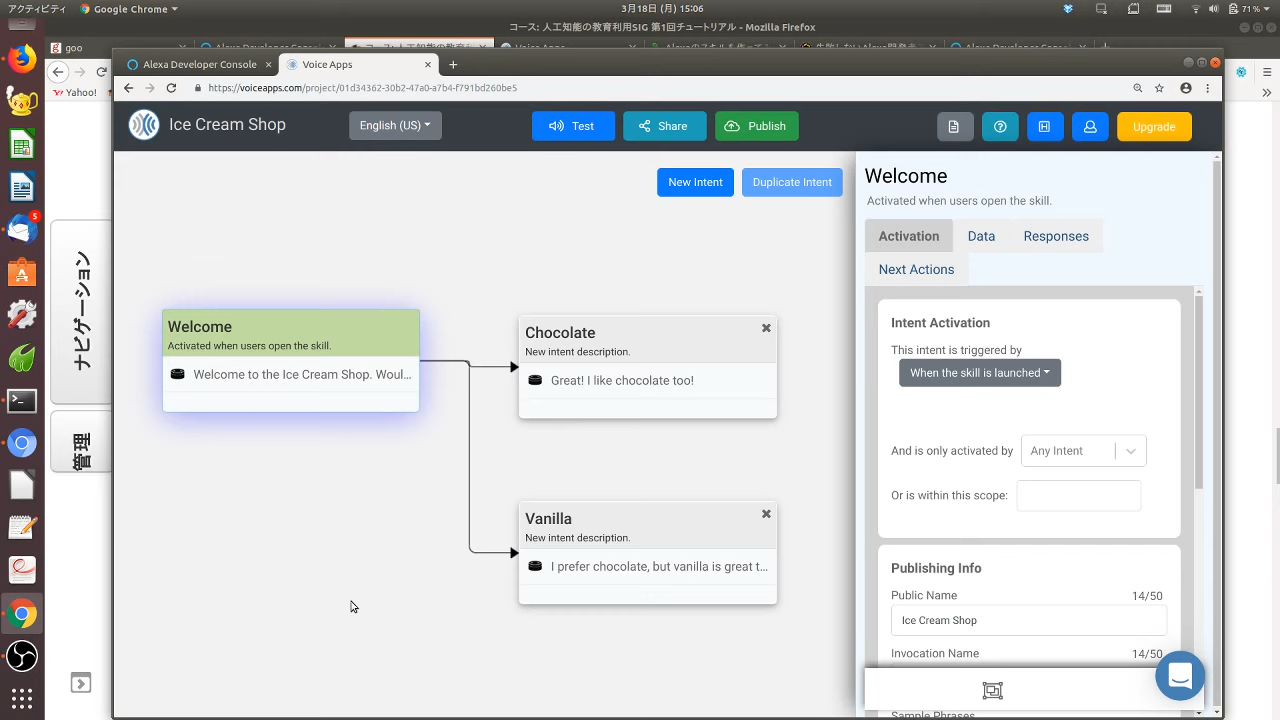 アクティビティ
Google Chrome
3月18日(月) 15:06
71%
コース: 人工知能の教育利用SIG 第1回チュートリアル - Mozilla Firefox
goo
Yahoo!
ナビゲーション
管理
5
Alexa Developer Console
Voice Apps
https://voiceapps.com/project/01d34362-30b2-47a0-a7b4-f791bd260be5
Ice Cream Shop
English (US)
Test
Share
Publish
Upgrade
New Intent
Duplicate Intent
Welcome
Activated when users open the skill.
Welcome to the Ice Cream Shop. Woul...
Chocolate
New intent description.
Great! I like chocolate too!
Vanilla
New intent description.
I prefer chocolate, but vanilla is great t...
Welcome
Activated when users open the skill.
Activation
Data
Responses
Next Actions
Intent Activation
This intent is triggered by
When the skill is launched
And is only activated by
Any Intent
Or is within this scope:
Publishing Info
Public Name
14/50
Ice Cream Shop
Invocation Name
14/50
Sample Phrases